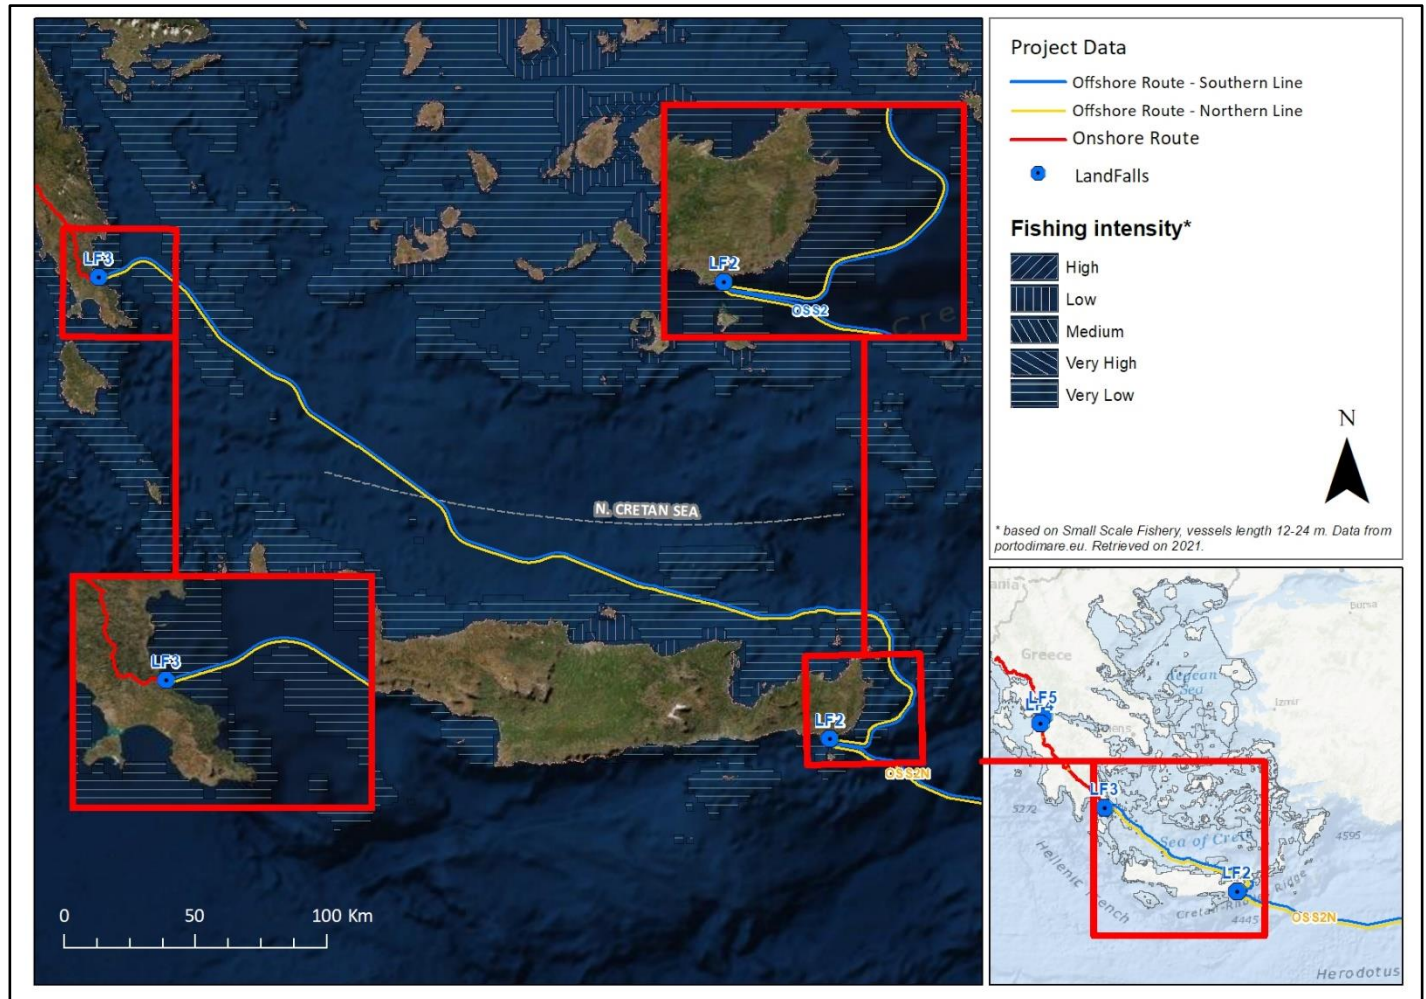 LF3
N. CRETAN SEA
LF2
OSS2
LF3
LF2
OSS2N
0 50 100 Km
Project Data
Offshore Route - Southern Line
Offshore Route - Northern Line
Onshore Route
LandFalls
Fishing intensity*
High
Low
Medium
Very High
Very Low
N
* based on Small Scale Fishery, vessels length 12-24 m. Data from
portodimare.eu. Retrieved on 2021.
Bursa
Greece
Aegean
Sea
Izmir
LF5
LF3
5272
4595
Sea of Crete
Hellenic Trench
LF2
4445
OSS2N
Herodotus